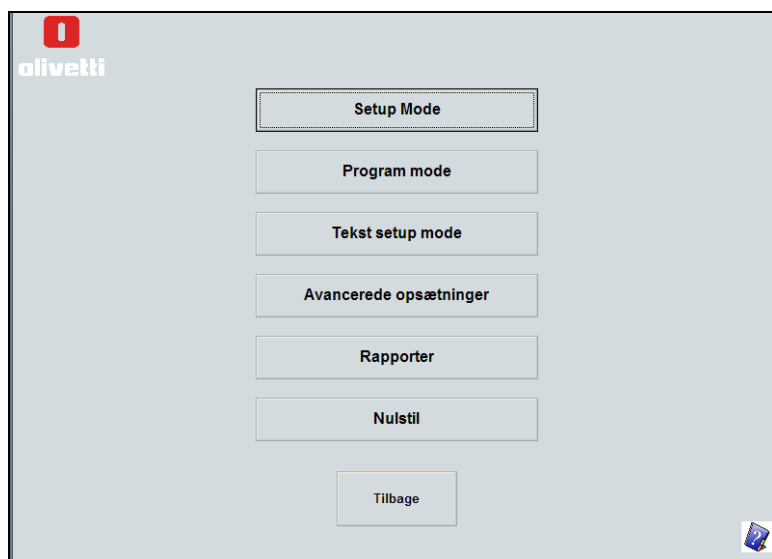 olivetti
Setup Mode
Program mode
Tekst setup mode
Avancerede opsætninger
Rapporter
Nulstil
Tilbage
?